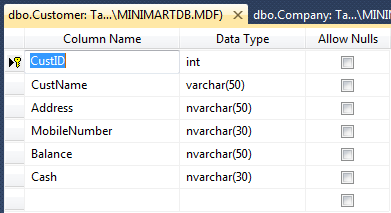 dbo.Customer: Ta...\MINIMARTDB.MDF) dbo.Company: Ta...\MINI
Column Name Data Type Allow Nulls
CustID int
CustName varchar(50)
Address nvarchar(50)
MobileNumber nvarchar(30)
Balance nvarchar(50)
Cash nvarchar(30)